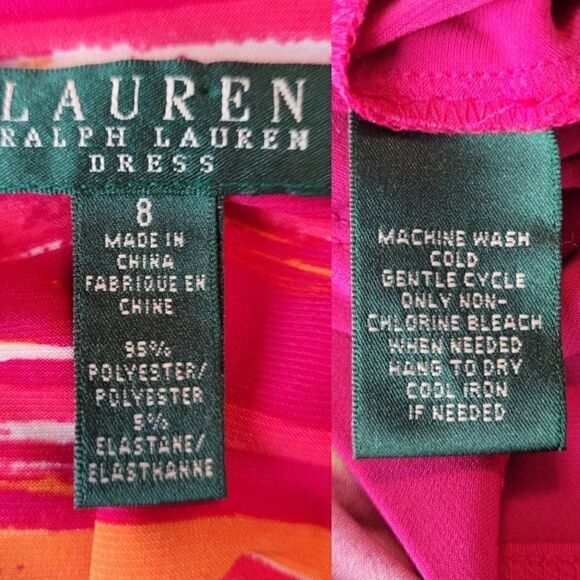 LAUREN
RALPH LAUREN
DRESS
8
MADE IN
CHINA
FABRIQUE EN
CHINE
95%
POLYESTER/
POLYESTER
5%
ELASTANE/
ELASTHANNE
MACHINE WASH
COLD
GENTLE CYCLE
ONLY NON-
CHLORINE BLEACH
WHEN NEEDED
HANG TO DRY
COOL IRON
IF NEEDED